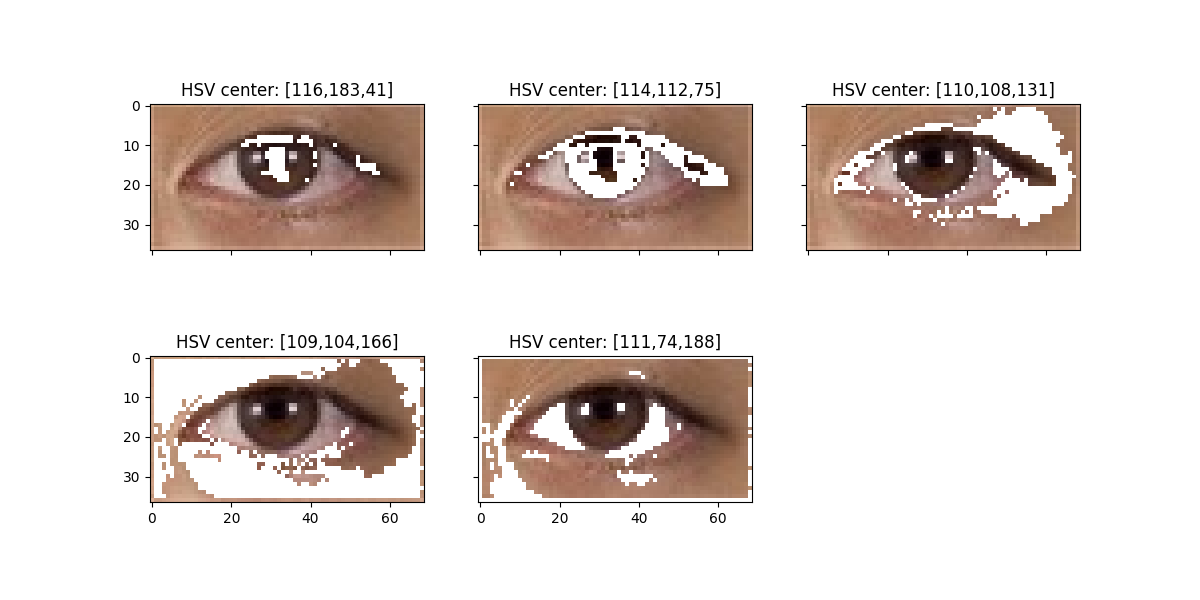 HSV center: [116,183,41]
HSV center: [114,112,75]
HSV center: [110,108,131]
0
10
20
30
HSV center: [109,104,166]
HSV center: [111,74,188]
0
10
20
30
0 20 40 60
0 20 40 60